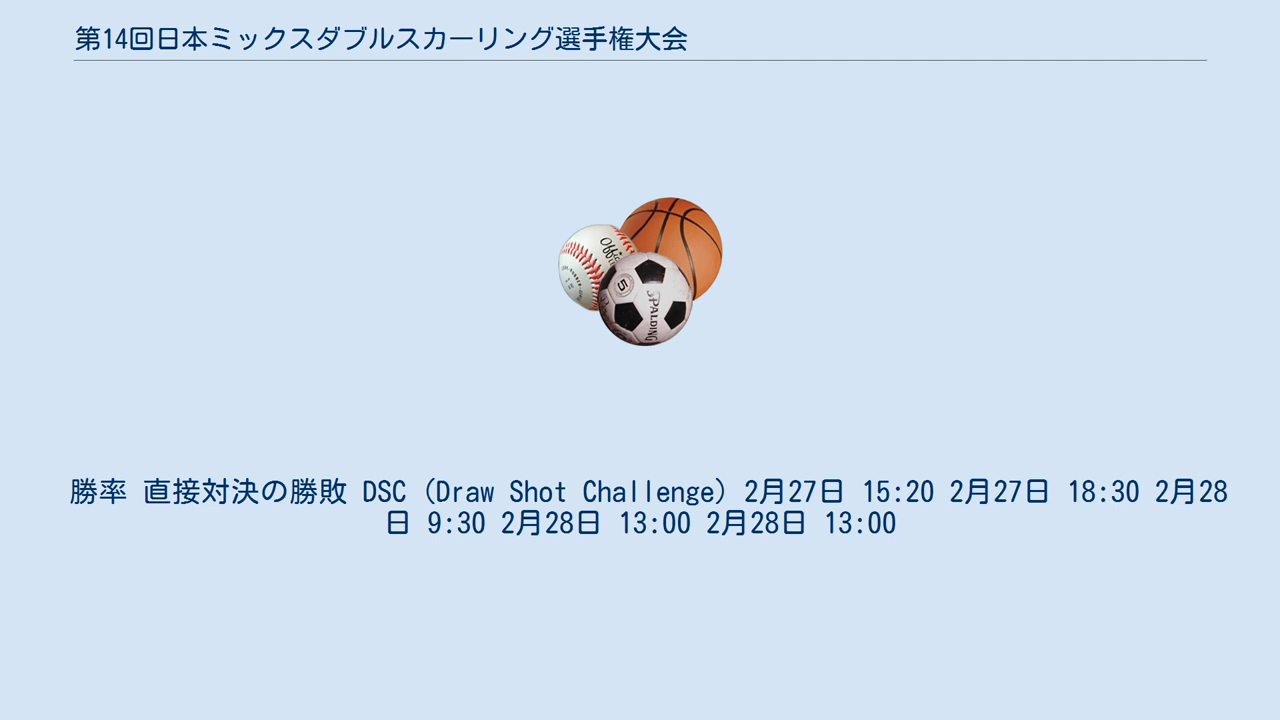 第14回日本ミックスダブルスカーリング選手権大会
5
SPALDING
勝率 直接対決の勝敗 DSC (Draw Shot Challenge) 2月27日 15:20 2月27日 18:30 2月28
日 9:30 2月28日 13:00 2月28日 13:00